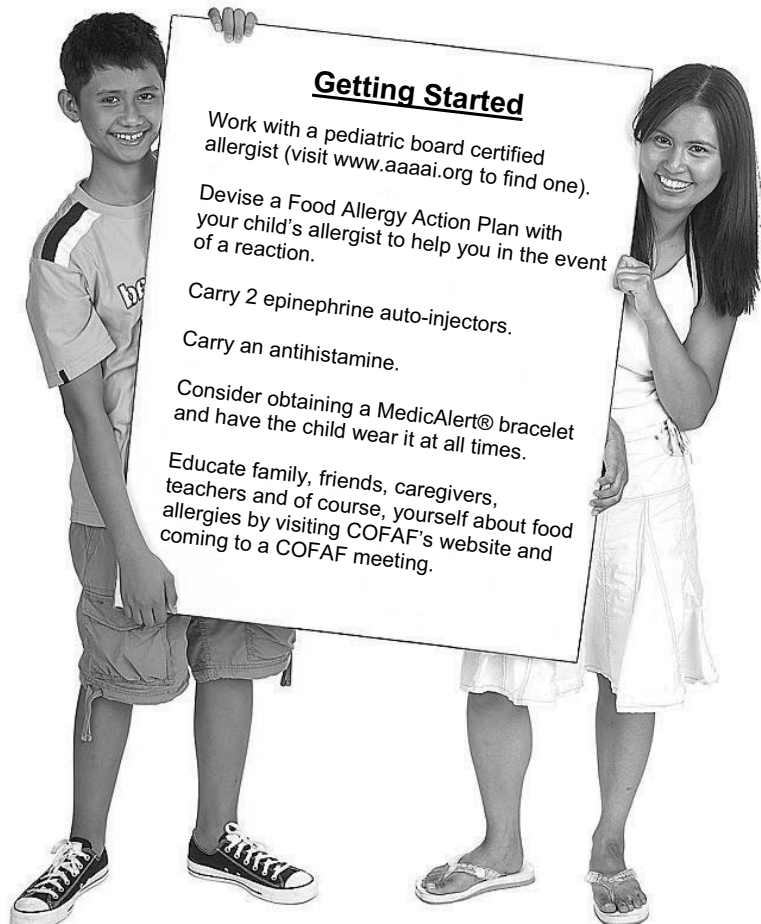 Getting Started
Work with a pediatric board certified
allergist (visit www.aaaai.org to find one).
Devise a Food Allergy Action Plan with
your child's allergist to help you in the event
of a reaction.
Carry 2 epinephrine auto-injectors.
Carry an antihistamine.
Consider obtaining a MedicAlert® bracelet
and have the child wear it at all times.
Educate family, friends, caregivers,
teachers and of course, yourself about food
allergies by visiting COFAF's website and
coming to a COFAF meeting.